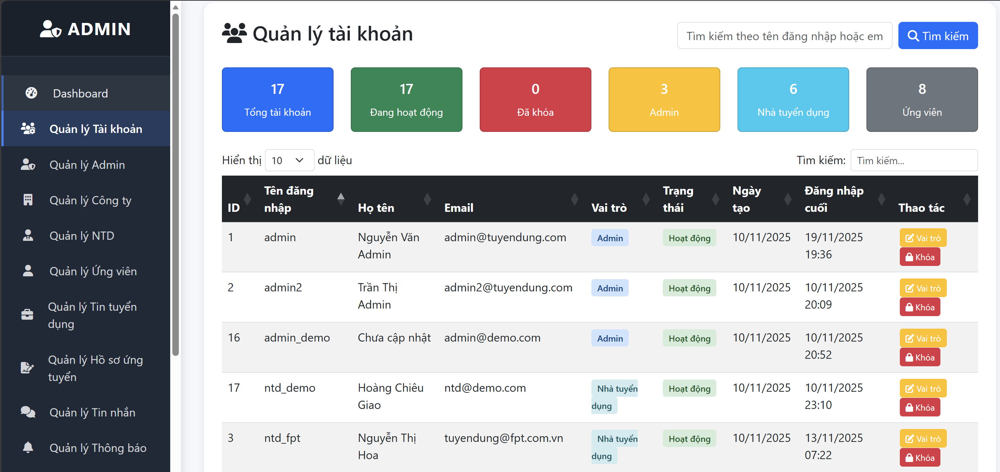 ADMIN
Dashboard
Quản lý Tài khoản
Quản lý Admin
Quản lý Công ty
Quản lý NTD
Quản lý Ứng viên
Quản lý Tin tuyển
dụng
Quản lý Hồ sơ ứng
tuyển
Quản lý Tin nhắn
Quản lý Thông báo
Quản lý tài khoản
Tìm kiếm theo tên đăng nhập hoặc em
Tìm kiếm
17
Tổng tài khoản
17
Đang hoạt động
0
Đã khóa
3
Admin
6
Nhà tuyển dụng
8
Ứng viên
Hiển thị 10 dữ liệu
Tìm kiếm: Tìm kiếm...
ID
Tên đăng
nhập
Họ tên
Email
Vai trò
Trạng
thái
Ngày
tạo
Đăng nhập
cuối
Thao tác
1
admin
Nguyễn Văn
Admin
admin@tuyendung.com
Admin
Hoạt động
10/11/2025
19/11/2025
19:36
Vai trò
Khóa
2
admin2
Trần Thị
Admin
admin2@tuyendung.com
Admin
Hoạt động
10/11/2025
10/11/2025
20:09
Vai trò
Khóa
16
admin_demo
Chưa cập nhật
admin@demo.com
Admin
Hoạt động
10/11/2025
10/11/2025
20:52
Vai trò
Khóa
17
ntd_demo
Hoàng Chiêu
Giao
ntd@demo.com
Nhà tuyển
dụng
Hoạt động
10/11/2025
10/11/2025
23:10
Vai trò
Khóa
3
ntd_fpt
Nguyễn Thị
Hoa
tuyendung@fpt.com.vn
Nhà tuyển
dụng
Hoạt động
10/11/2025
13/11/2025
07:22
Vai trò
Khóa